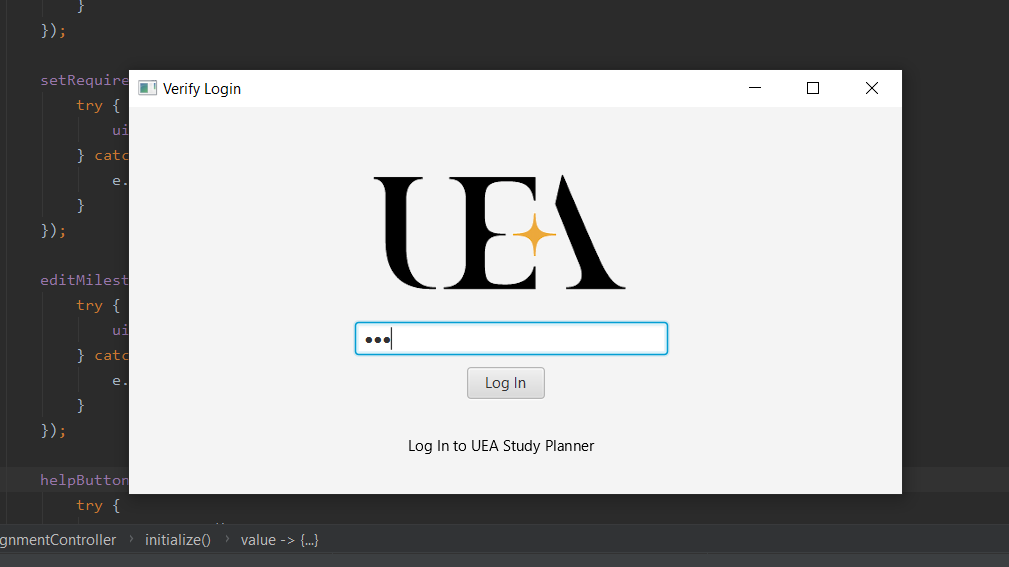 }
});
setRequire
try {
ui
} catc
e.
}
});
editMilest
try {
ui
} catc
e.
}
});
helpButton
try {
Verify Login
UEA
•••
Log In
Log In to UEA Study Planner
gnmentController › initialize() › value -> {...}